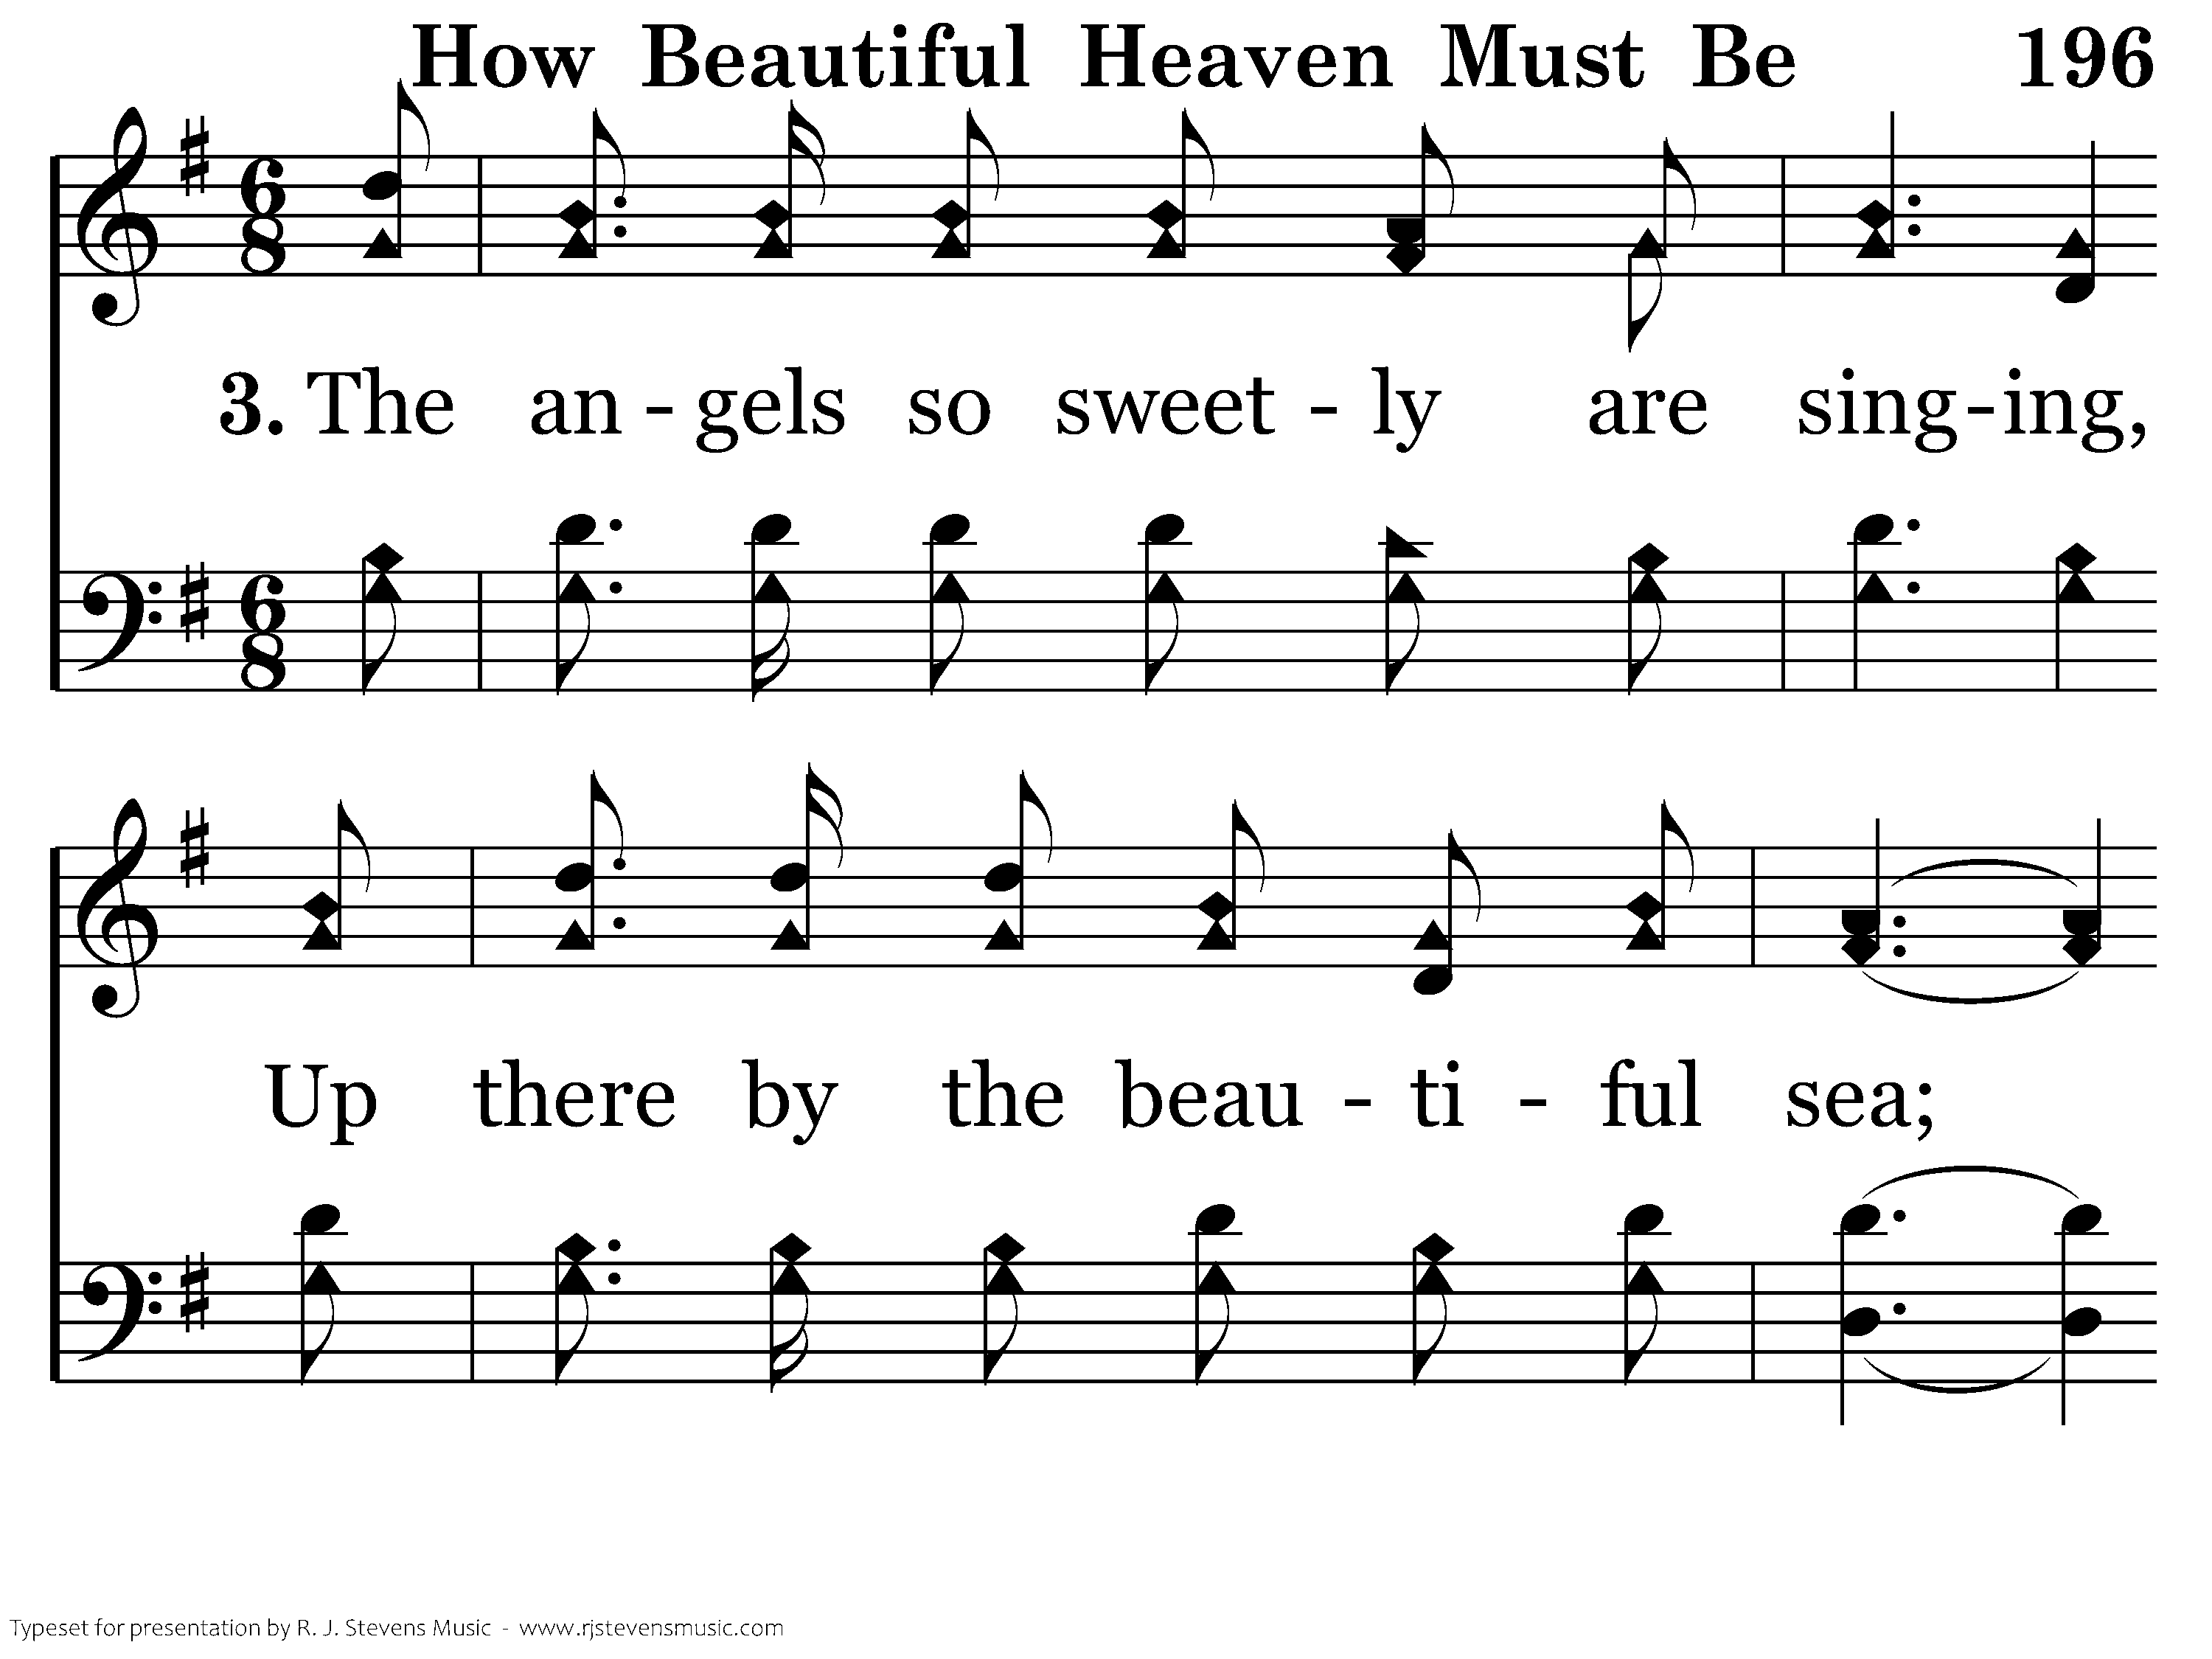 How Beautiful Heaven Must Be 196
3. The an - gels so sweet - ly are sing - ing,
Up there by the beau - ti - ful sea;
Typeset for presentation by R. J. Stevens Music - www.rjstevensmusic.com